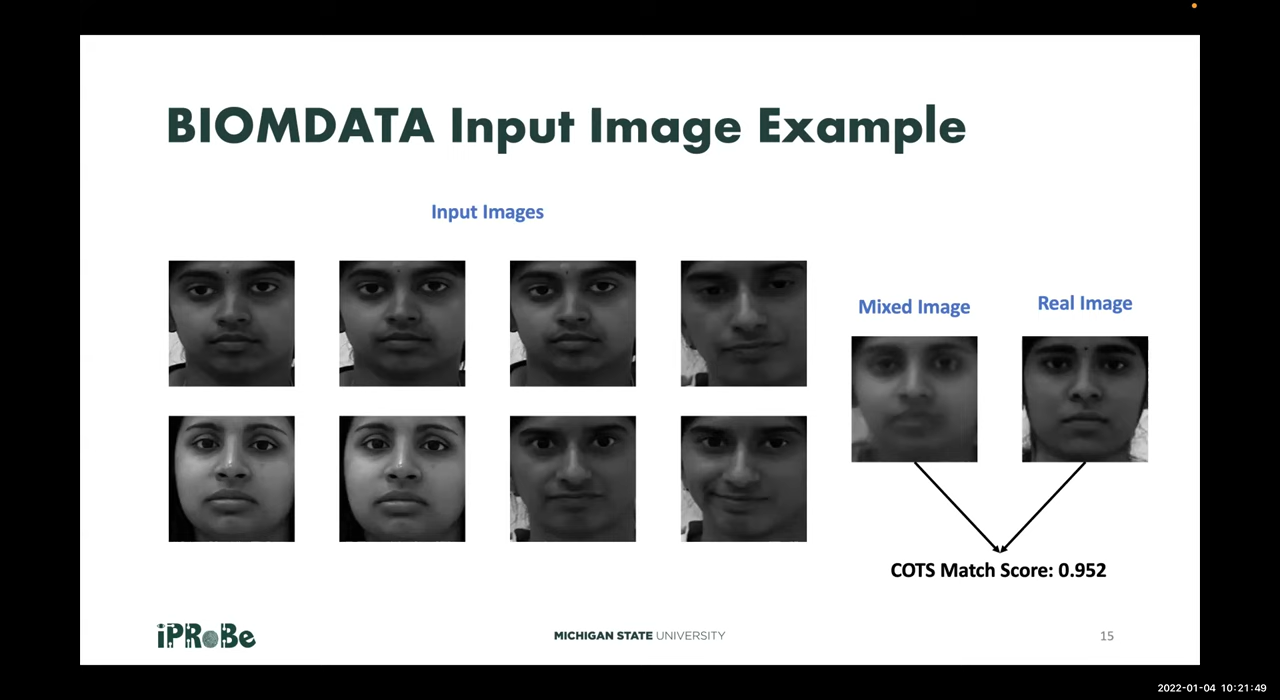 BIOMDATA Input Image Example
Input Images
Mixed Image
Real Image
COTS Match Score: 0.952
iPRoBe
MICHIGAN STATE UNIVERSITY
15
2022-01-04 10:21:49